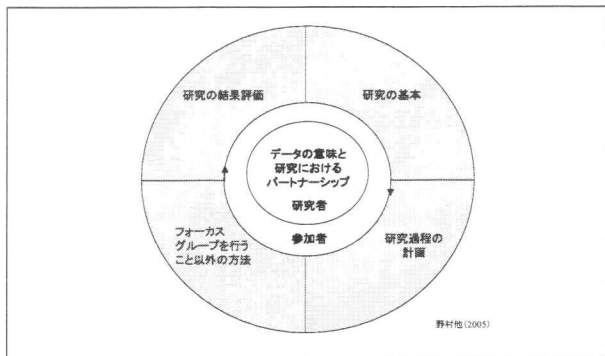 研究の結果評価
研究の基本
データの意味と
研究における
パートナーシップ
研究者
参加者
フォーカス
グループを行う
こと以外の方法
研究過程の
計画
野村他(2005)